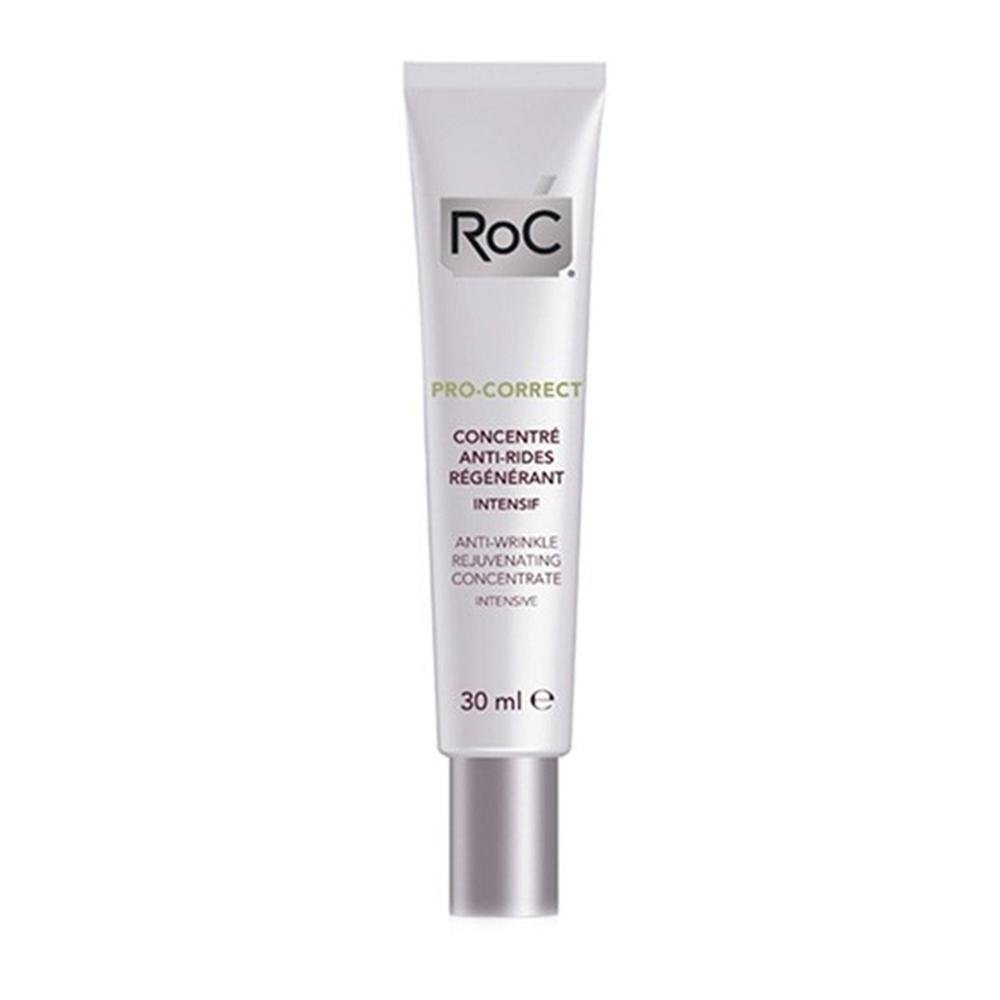 RoC
PRO-CORRECT
CONCENTRÉ
ANTI-RIDES
RÉGÉNÉRANT
INTENSIF
ANTI-WRINKLE
REJUVENATING
CONCENTRATE
INTENSIVE
30 ml ℮